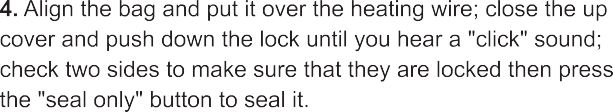 4. Align the bag and put it over the heating wire; close the up
cover and push down the lock until you hear a "click" sound;
check two sides to make sure that they are locked then press
the "seal only" button to seal it.